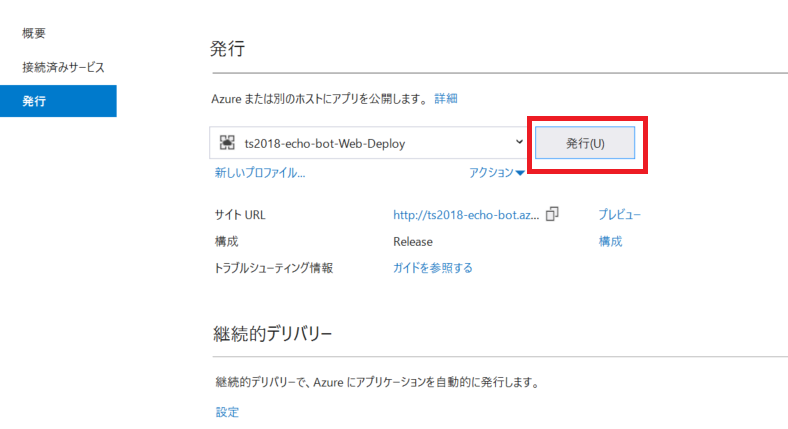 概要
接続済みサービス
発行
発行
Azure または別のホストにアプリを公開します。 詳細
ts2018-echo-bot-Web-Deploy 発行(U)
新しいプロファイル... アクション
サイト URL http://ts2018-echo-bot.az... プレビュー
構成 Release 構成
トラブルシューティング情報 ガイドを参照する
継続的デリバリー
継続的デリバリーで、Azure にアプリケーションを自動的に発行します。
設定